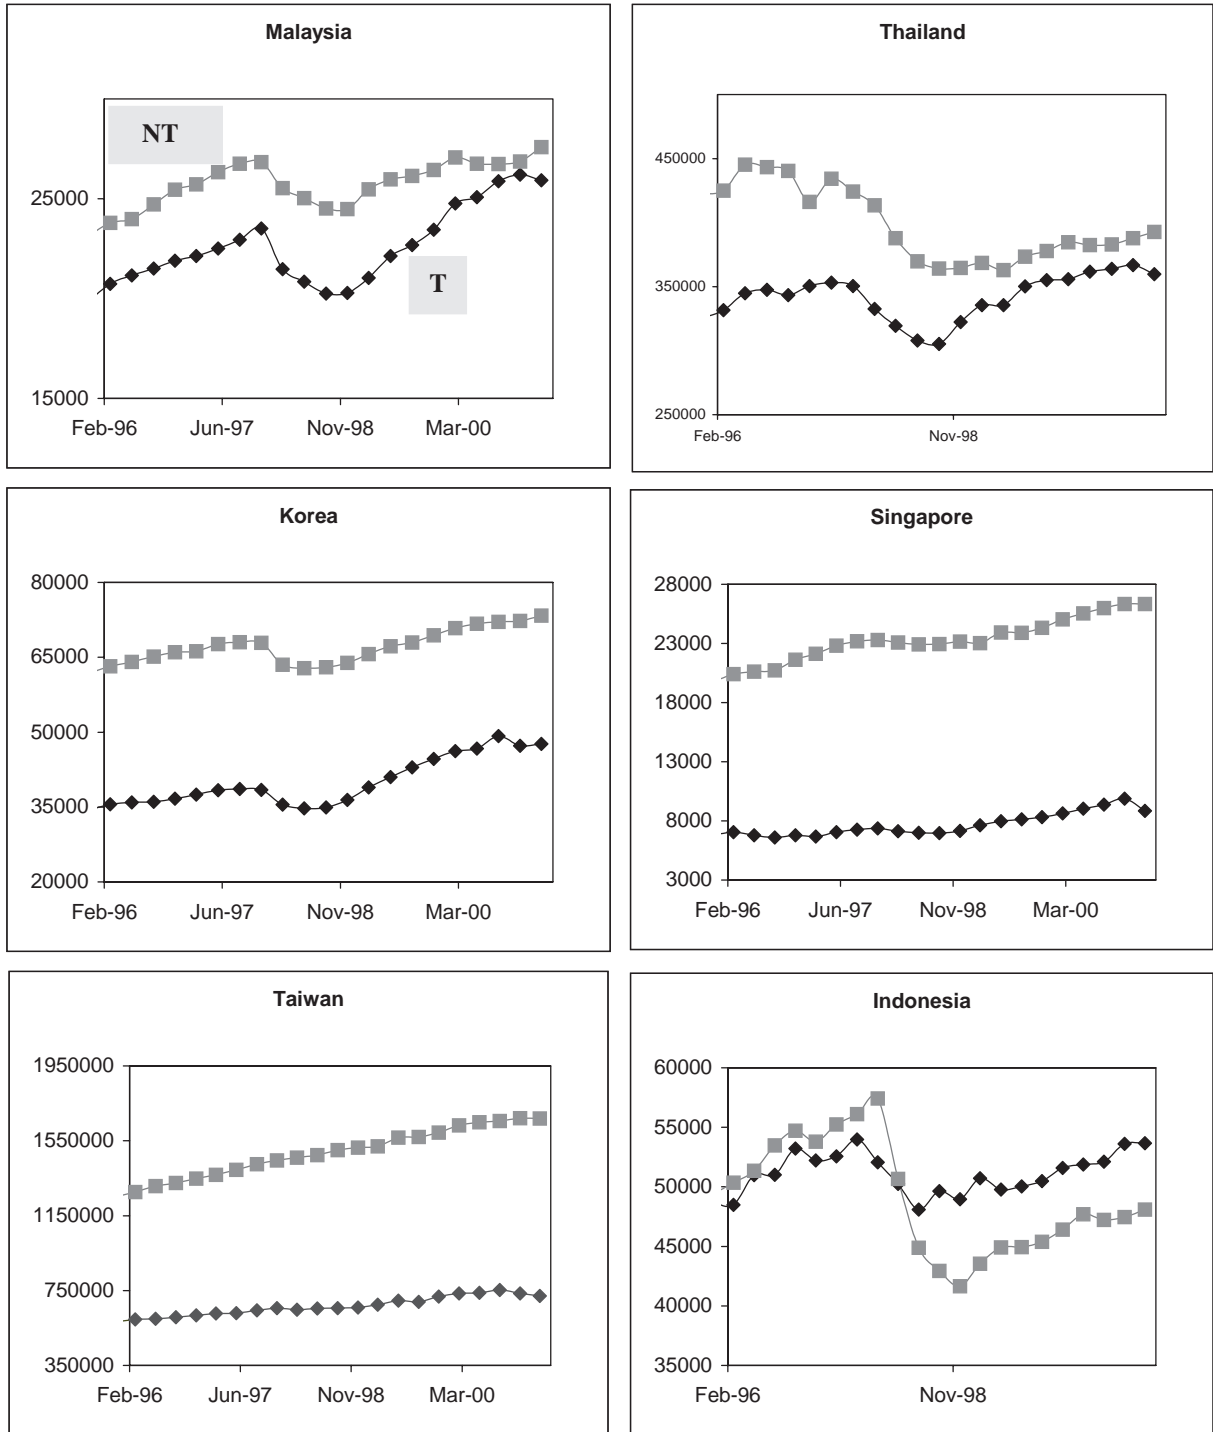 Malaysia
NT
T
25000
15000
Feb-96 Jun-97 Nov-98 Mar-00
Thailand
450000
350000
250000
Feb-96 Nov-98
Korea
80000
65000
50000
35000
20000
Feb-96 Jun-97 Nov-98 Mar-00
Singapore
28000
23000
18000
13000
8000
3000
Feb-96 Jun-97 Nov-98 Mar-00
Taiwan
1950000
1550000
1150000
750000
350000
Feb-96 Jun-97 Nov-98 Mar-00
Indonesia
60000
55000
50000
45000
40000
35000
Feb-96 Nov-98